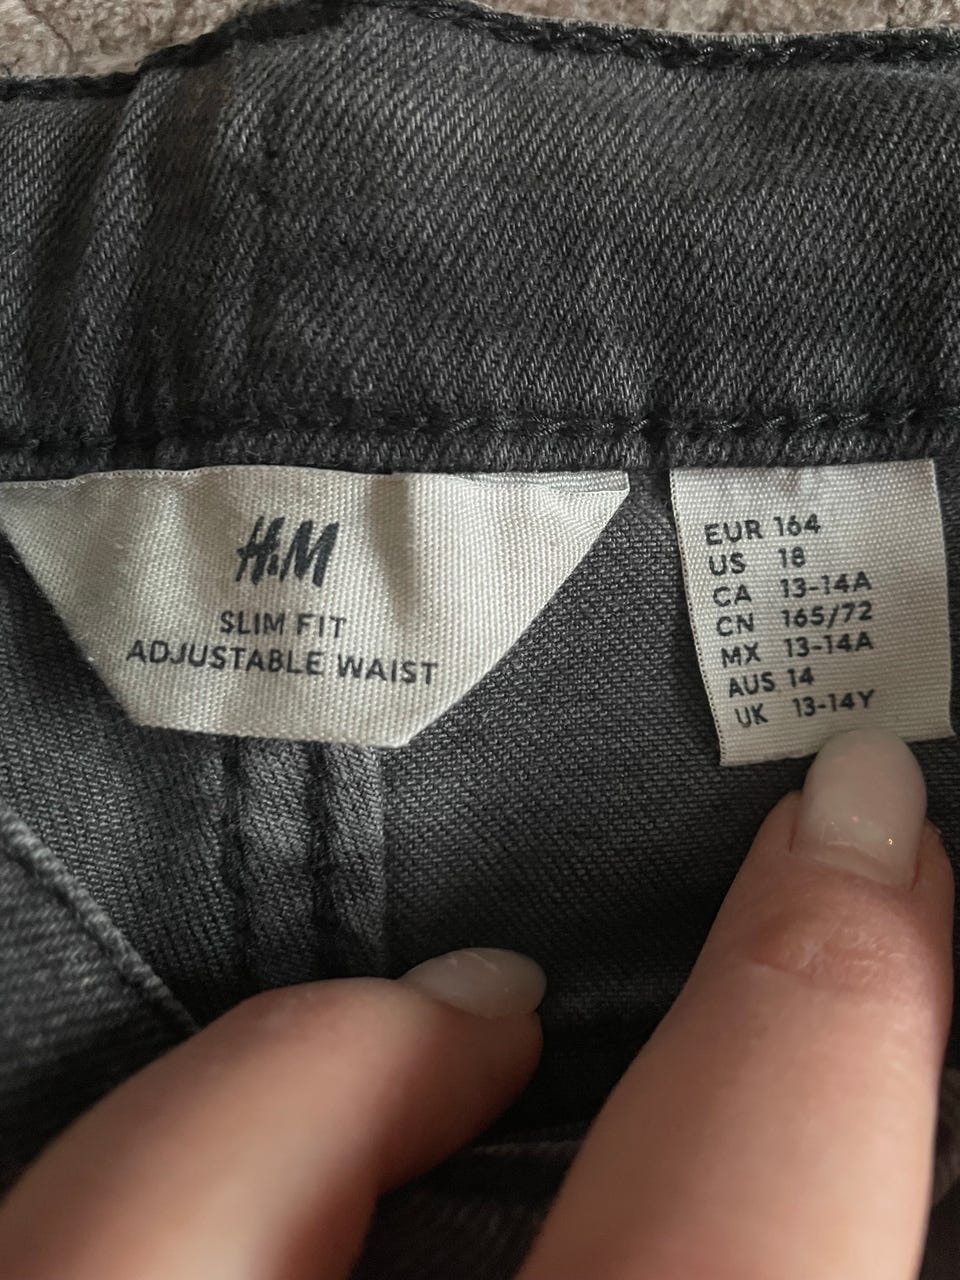 H&M
SLIM FIT
ADJUSTABLE WAIST
EUR 164
US 18
CA 13-14A
CN 165/72
MX 13-14A
AUS 14
UK 13-14Y